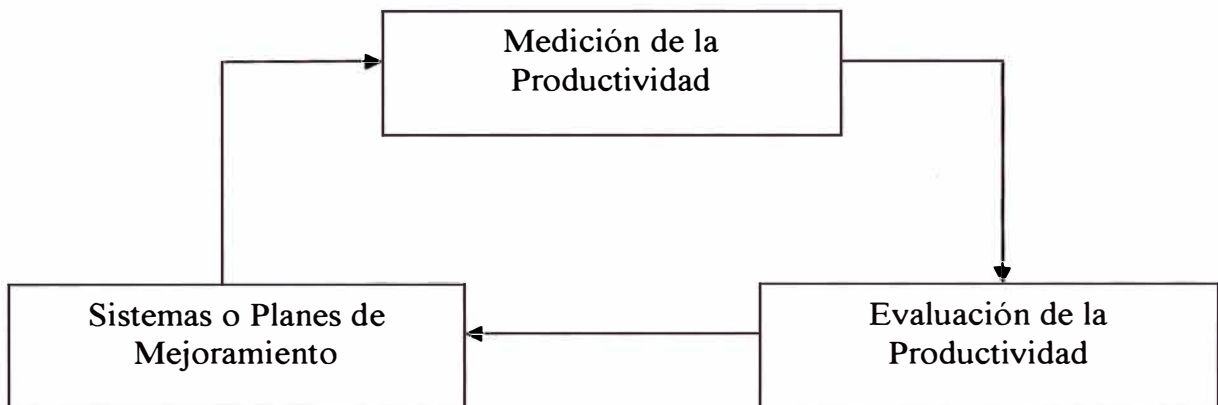 Medición de la
Productividad
Sistemas o Planes de
Mejoramiento
Evaluación de la
Productividad